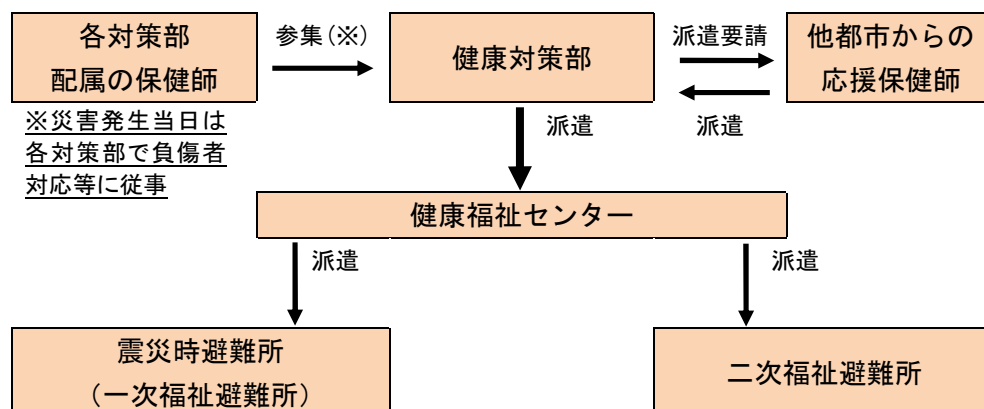 各対策部
配属の保健師
参集(※)
健康対策部
派遣要請
派遣
他都市からの
応援保健師
※災害発生当日は
各対策部で負傷者
対応等に従事
派遣
健康福祉センター
派遣
派遣
震災時避難所
(一次福祉避難所)
二次福祉避難所